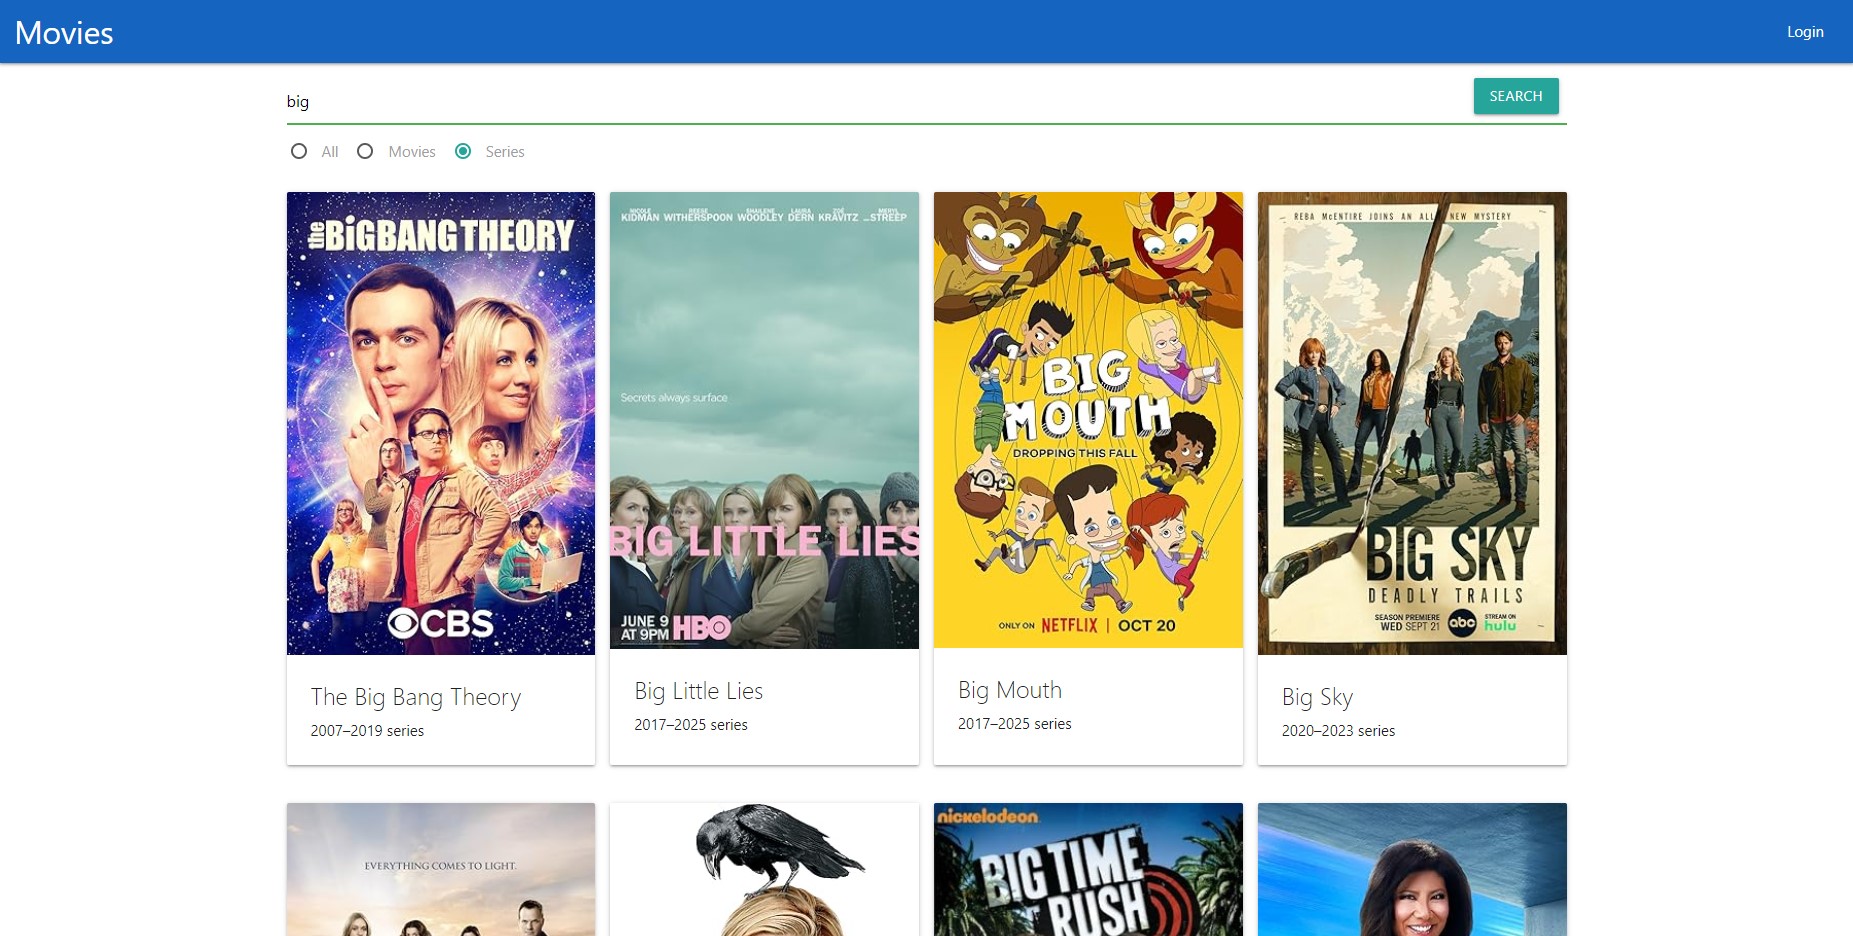 Movies
Login
big
SEARCH
All
Movies
Series
the BiGBANG THEORY
CBS
The Big Bang Theory
2007–2019 series
NICOLE KIDMAN REESE WITHERSPOON SHAILENE WOODLEY LAURA DERN ZOË KRAVITZ AND MERYL STREEP
Secrets always surface
BIG LITTLE LIES
JUNE 9
AT 9PM HBO
Big Little Lies
2017–2025 series
BIG
MOUTH
DROPPING THIS FALL
ONLY ON NETFLIX | OCT 20
Big Mouth
2017–2025 series
REBA McENTIRE JOINS AN ALL NEW MYSTERY
BIG SKY
DEADLY TRAILS
SEASON PREMIERE
WED SEPT 21
abc
STREAM ON
hulu
Big Sky
2020–2023 series
EVERYTHING COMES TO LIGHT.
nickelodeon
BIG TIME
RUSH